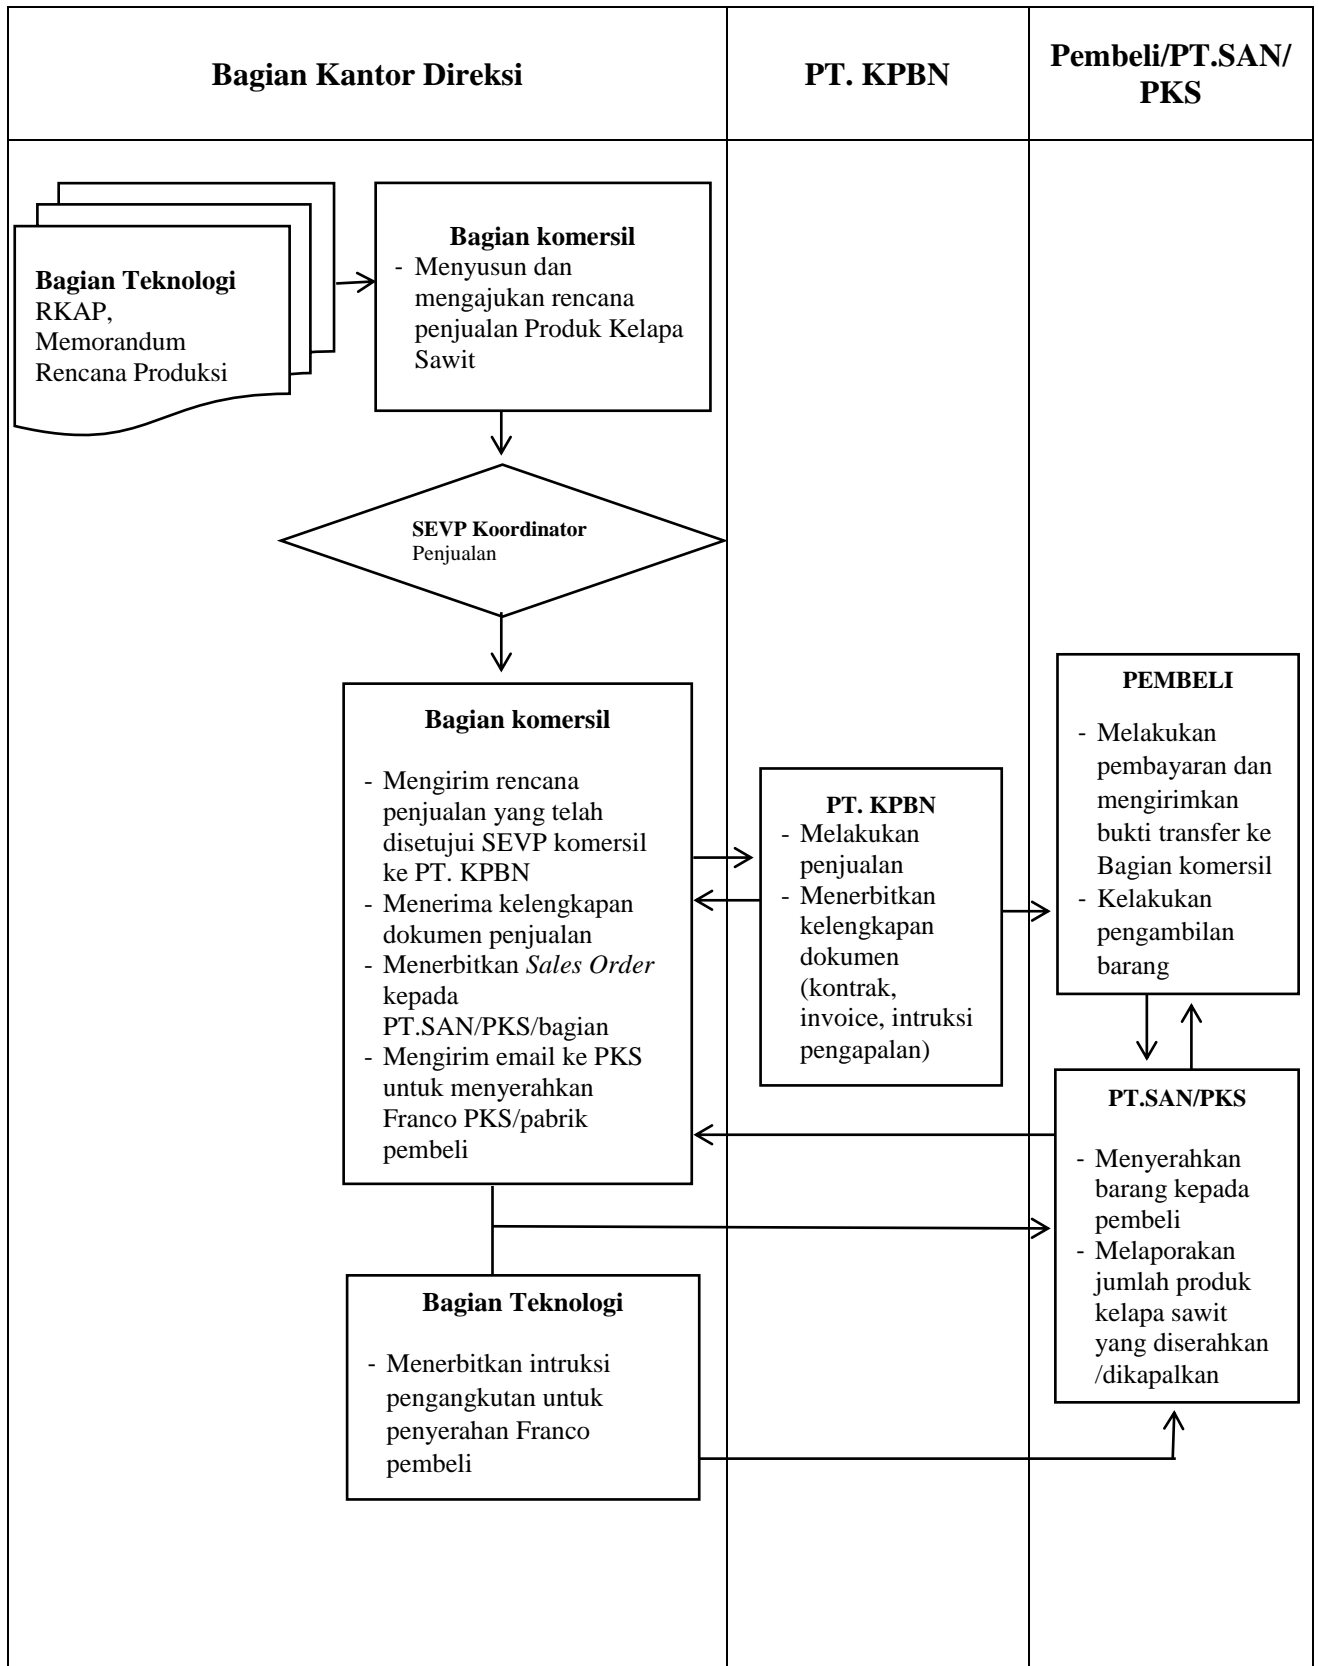 Bagian Kantor Direksi
PT. KPBN
Pembeli/PT.SAN/
PKS
Bagian Teknologi
RKAP,
Memorandum
Rencana Produksi
Bagian komersil
- Menyusun dan
mengajukan rencana
penjualan Produk Kelapa
Sawit
SEVP Koordinator
Penjualan
Bagian komersil
- Mengirim rencana
penjualan yang telah
disetujui SEVP komersil
ke PT. KPBN
- Menerima kelengkapan
dokumen penjualan
- Menerbitkan Sales Order
kepada
PT.SAN/PKS/bagian
- Mengirim email ke PKS
untuk menyerahkan
Franco PKS/pabrik
pembeli
PT. KPBN
- Melakukan
penjualan
- Menerbitkan
kelengkapan
dokumen
(kontrak,
invoice, intruksi
pengapalan)
PEMBELI
- Melakukan
pembayaran dan
mengirimkan
bukti transfer ke
Bagian komersil
- Kelakukan
pengambilan
barang
PT.SAN/PKS
- Menyerahkan
barang kepada
pembeli
- Melaporakan
jumlah produk
kelapa sawit
yang diserahkan
/dikapalkan
Bagian Teknologi
- Menerbitkan intruksi
pengangkutan untuk
penyerahan Franco
pembeli